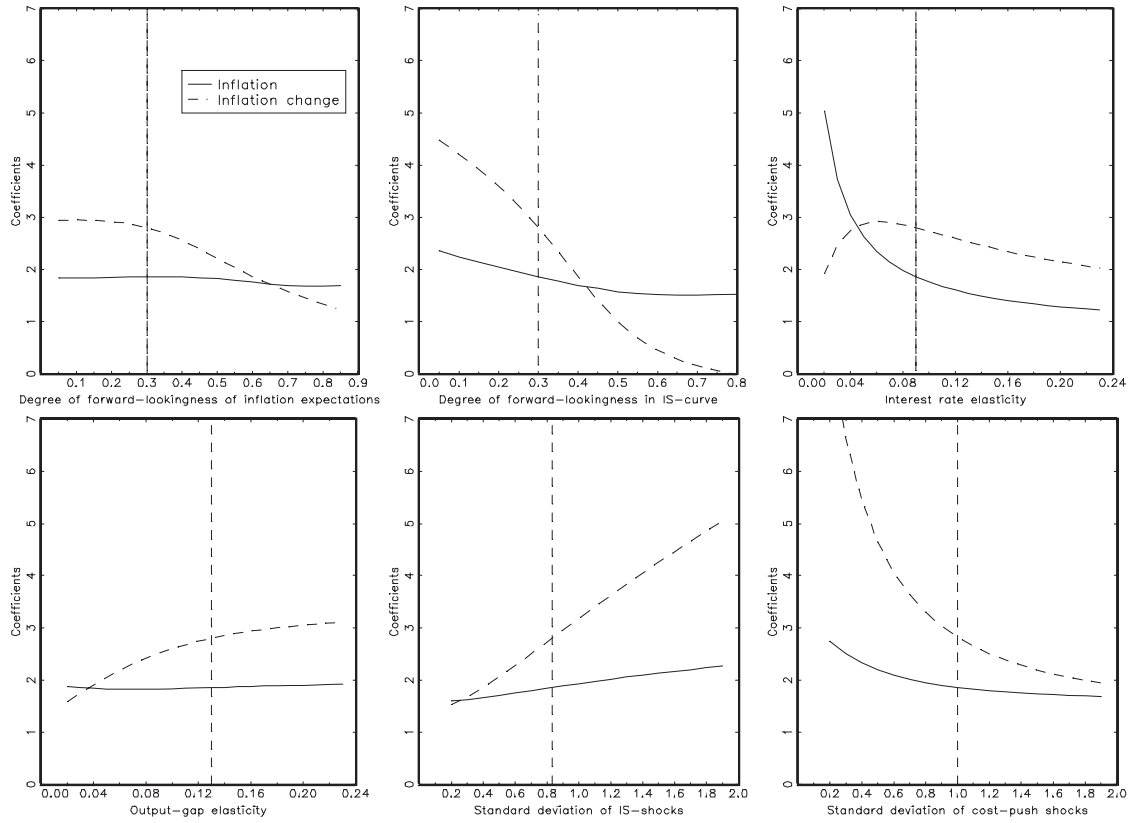 7
6
5
4
3
2
1
0
Coefficients
Inflation
Inflation change
0.1 0.2 0.3 0.4 0.5 0.6 0.7 0.8 0.9
Degree of forward-lookingness of inflation expectations
7
6
5
4
3
2
1
0
Coefficients
0.0 0.1 0.2 0.3 0.4 0.5 0.6 0.7 0.8
Degree of forward-lookingness in IS-curve
7
6
5
4
3
2
1
0
Coefficients
0.00 0.04 0.08 0.12 0.16 0.20 0.24
Interest rate elasticity
7
6
5
4
3
2
1
0
Coefficients
0.00 0.04 0.08 0.12 0.16 0.20 0.24
Output-gap elasticity
7
6
5
4
3
2
1
0
Coefficients
0.2 0.4 0.6 0.8 1.0 1.2 1.4 1.6 1.8 2.0
Standard deviation of IS-shocks
7
6
5
4
3
2
1
0
Coefficients
0.2 0.4 0.6 0.8 1.0 1.2 1.4 1.6 1.8 2.0
Standard deviation of cost-push shocks